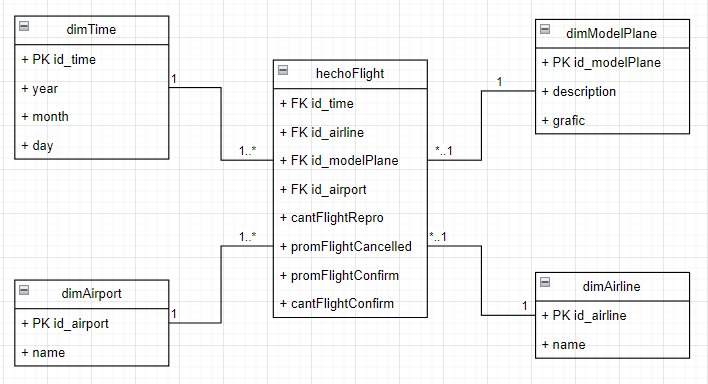 dimTime
+ PK id_time
+ year
+ month
+ day
1
1..*
hechoFlight
+ FK id_time
+ FK id_airline
+ FK id_modelPlane
+ FK id_airport
+ cantFlightRepro
+ promFlightCancelled
+ promFlightConfirm
+ cantFlightConfirm
dimModelPlane
+ PK id_modelPlane
+ description
+ grafic
1
*..1
dimAirport
+ PK id_airport
+ name
1
1..*
dimAirline
+ PK id_airline
+ name
1
*..1